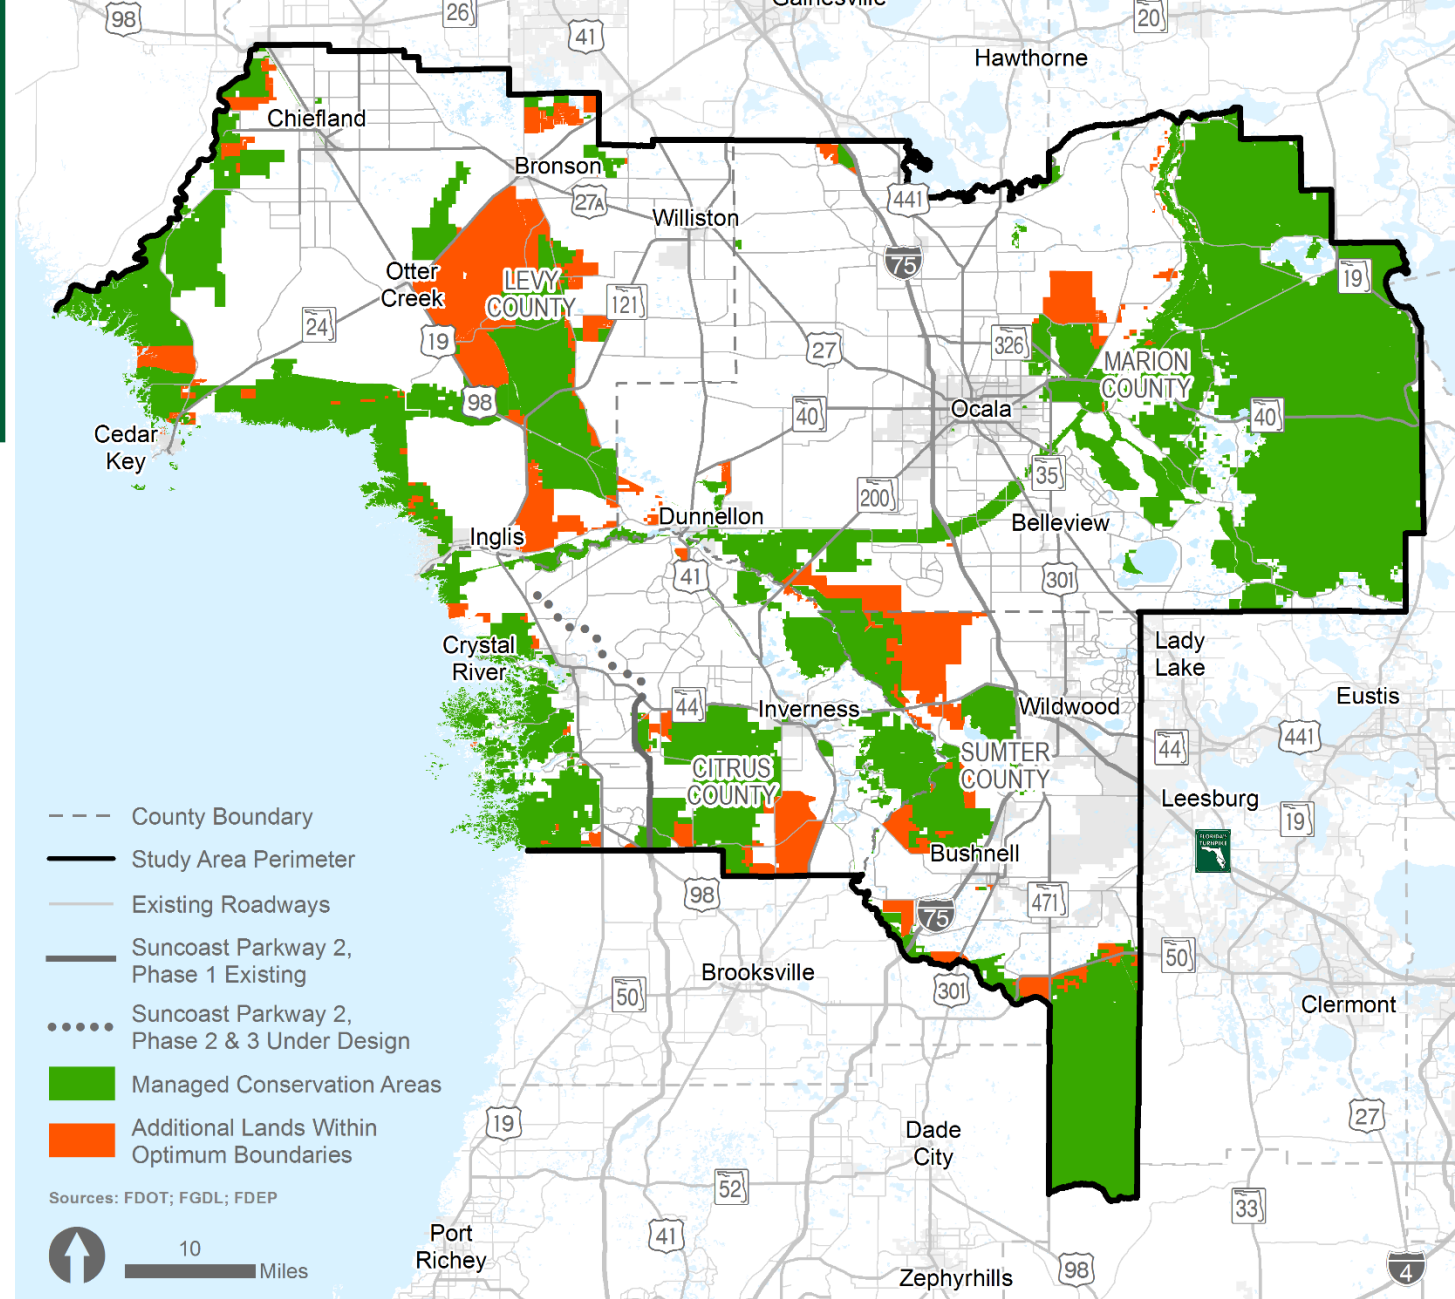 98
26
41
Gainesville
20
Hawthorne
Chiefland
Bronson
27A
441
Williston
75
Otter
Creek
LEVY
COUNTY
121
19
24
19
326
27
MARION
COUNTY
98
40
Ocala
40
Cedar
Key
35
200
Dunnellon
Belleview
Inglis
41
301
Crystal
River
Lady
Lake
Eustis
44
Inverness
Wildwood
441
44
CITRUS
COUNTY
SUMTER
COUNTY
Leesburg
19
FLORIDA'S
TURNPIKE
Bushnell
98
471
75
Brooksville
50
301
50
Clermont
County Boundary
Study Area Perimeter
Existing Roadways
Suncoast Parkway 2,
Phase 1 Existing
Suncoast Parkway 2,
Phase 2 & 3 Under Design
Managed Conservation Areas
Additional Lands Within
Optimum Boundaries
Sources: FDOT; FGDL; FDEP
10
Miles
19
27
Dade
City
52
33
Port
Richey
41
Zephyrhills
98
4